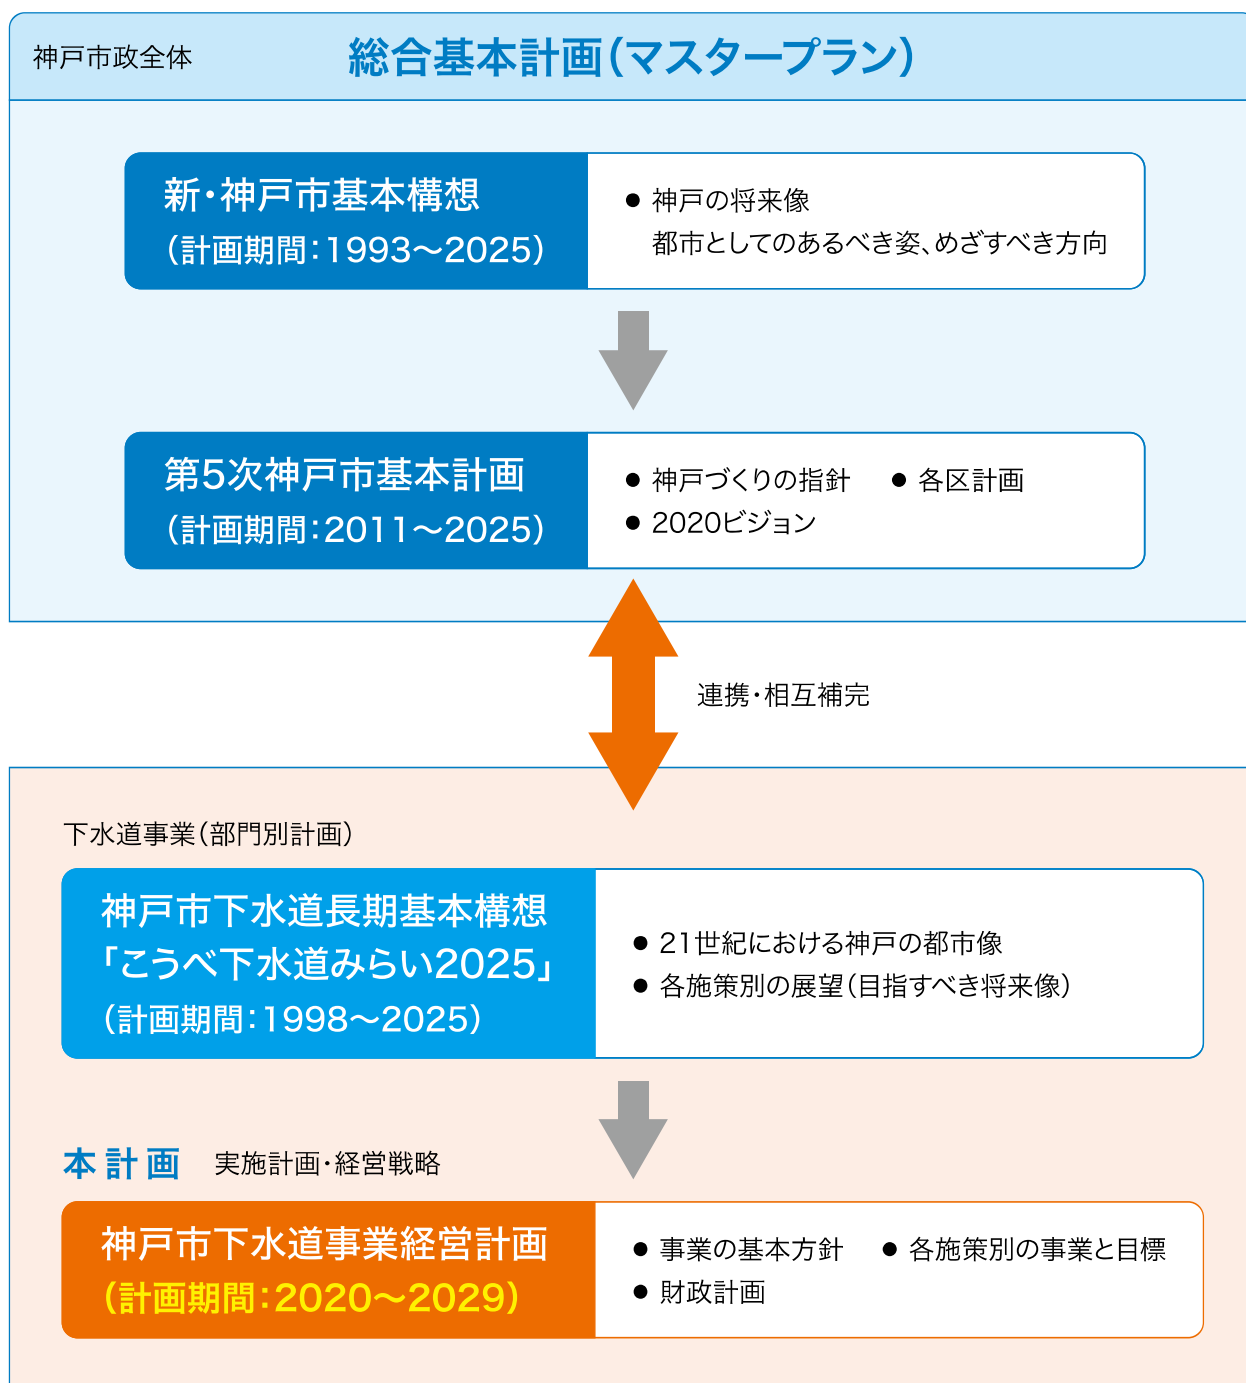 神戸市政全体
総合基本計画(マスタープラン)
新・神戸市基本構想
(計画期間：1993～2025)
● 神戸の将来像
都市としてのあるべき姿、めざすべき方向
第5次神戸市基本計画
(計画期間：2011～2025)
● 神戸づくりの指針 ● 各区計画
● 2020ビジョン
連携・相互補完
下水道事業(部門別計画)
神戸市下水道長期基本構想
「こうべ下水道みらい2025」
(計画期間：1998～2025)
● 21世紀における神戸の都市像
● 各施策別の展望(目指すべき将来像)
本計画 実施計画・経営戦略
神戸市下水道事業経営計画
(計画期間：2020～2029)
● 事業の基本方針 ● 各施策別の事業と目標
● 財政計画